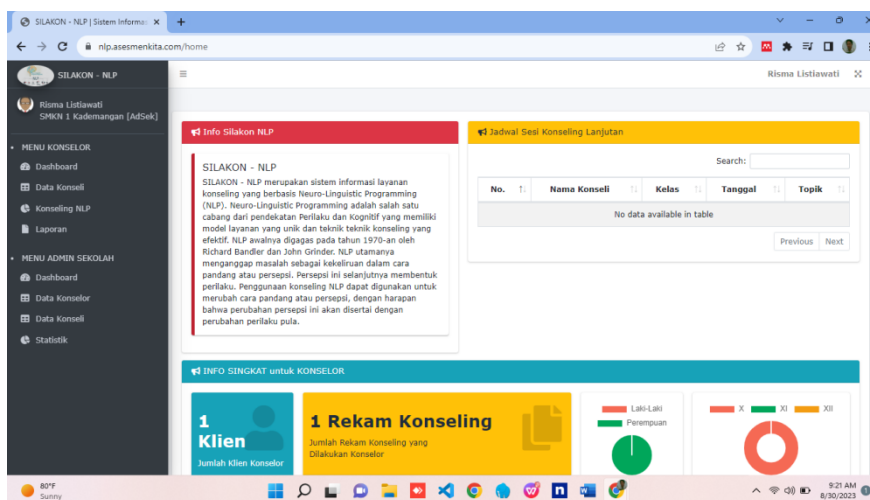 SILAKON - NLP | Sistem Informa
nlp.asesmenkita.com/home
SILAKON - NLP
Risma Listiawati
Risma Listiawati
SMKN 1 Kademangan [AdSek]
MENU KONSELOR
Dashboard
Data Konseli
Konseling NLP
Laporan
MENU ADMIN SEKOLAH
Dashboard
Data Konselor
Data Konseli
Statistik
Info Silakon NLP
SILAKON - NLP
SILAKON - NLP merupakan sistem informasi layanan
konseling yang berbasis Neuro-Linguistic Programming
(NLP). Neuro-Linguistic Programming adalah salah satu
cabang dari pendekatan Perilaku dan Kognitif yang memiliki
model layanan yang unik dan teknik teknik konseling yang
efektif. NLP awalnya digagas pada tahun 1970-an oleh
Richard Bandler dan John Grinder. NLP utamanya
menganggap masalah sebagai kekeliruan dalam cara
pandang atau persepsi. Persepsi ini selanjutnya membentuk
perilaku. Penggunaan konseling NLP dapat digunakan untuk
merubah cara pandang atau persepsi, dengan harapan
bahwa perubahan persepsi ini akan disertai dengan
perubahan perilaku pula.
Jadwal Sesi Konseling Lanjutan
Search:
No. Nama Konseli Kelas Tanggal Topik
No data available in table
Previous Next
INFO SINGKAT untuk KONSELOR
1
Klien
Jumlah Klien Konselor
1 Rekam Konseling
Jumlah Rekam Konseling yang
Dilakukan Konselor
Laki-Laki
Perempuan
X XI XII
80°F
Sunny
9:21 AM
8/30/2023